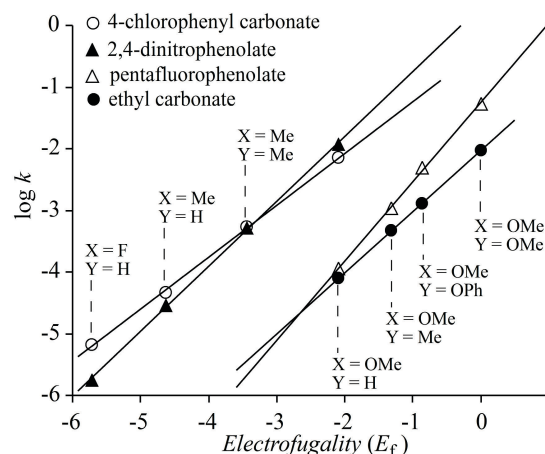 4-chlorophenyl carbonate
2,4-dinitrophenolate
pentafluorophenolate
ethyl carbonate
0
-1
-2
-3
-4
-5
-6
log k
X = F
Y = H
X = Me
Y = H
X = Me
Y = Me
X = OMe
Y = H
X = OMe
Y = Me
X = OMe
Y = OPh
X = OMe
Y = OMe
-6 -5 -4 -3 -2 -1 0
Electrofugality (Ef)